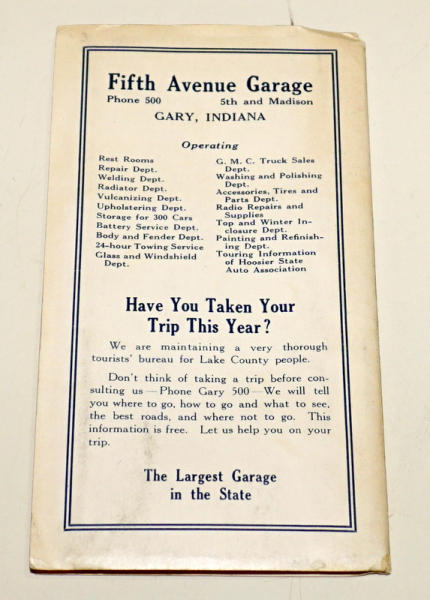 Fifth Avenue Garage
Phone 500 5th and Madison
GARY, INDIANA
Operating
Rest Rooms
Repair Dept.
Welding Dept.
Radiator Dept.
Vulcanizing Dept.
Upholstering Dept.
Storage for 300 Cars
Battery Service Dept.
Body and Fender Dept.
24-hour Towing Service
Glass and Windshield
Dept.
G. M. C. Truck Sales
Dept.
Washing and Polishing
Dept.
Accessories, Tires and
Parts Dept.
Radio Repairs and
Supplies
Top and Winter In-
closure Dept.
Painting and Refinish-
ing Dept.
Touring Information
of Hoosier State
Auto Association
Have You Taken Your
Trip This Year?
We are maintaining a very thorough
tourists' bureau for Lake County people.
Don't think of taking a trip before con-
sulting us—Phone Gary 500—We will tell
you where to go, how to go and what to see,
the best roads, and where not to go. This
information is free. Let us help you on your
trip.
The Largest Garage
in the State